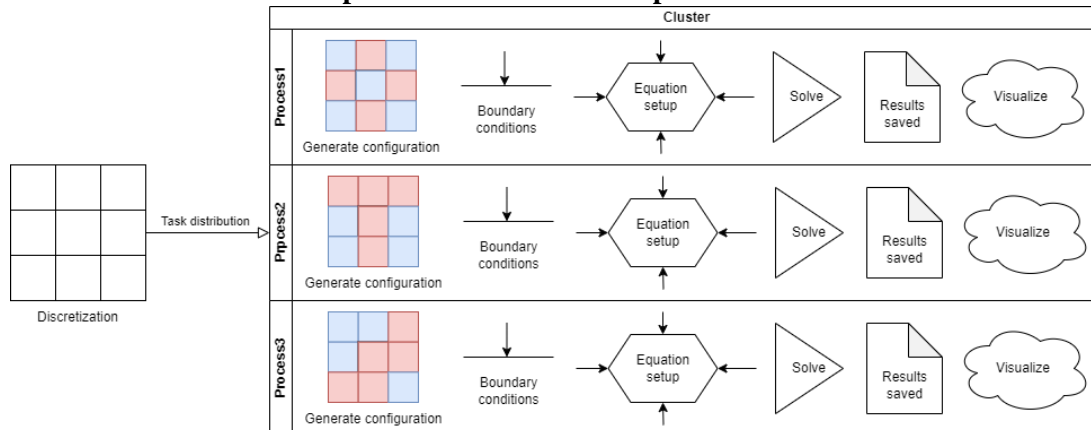 Cluster
Process1
Generate configuration
Boundary
conditions
Equation
setup
Solve
Results
saved
Visualize
Discretization
Task distribution
Prpcess2
Generate configuration
Boundary
conditions
Equation
setup
Solve
Results
saved
Visualize
Process3
Generate configuration
Boundary
conditions
Equation
setup
Solve
Results
saved
Visualize